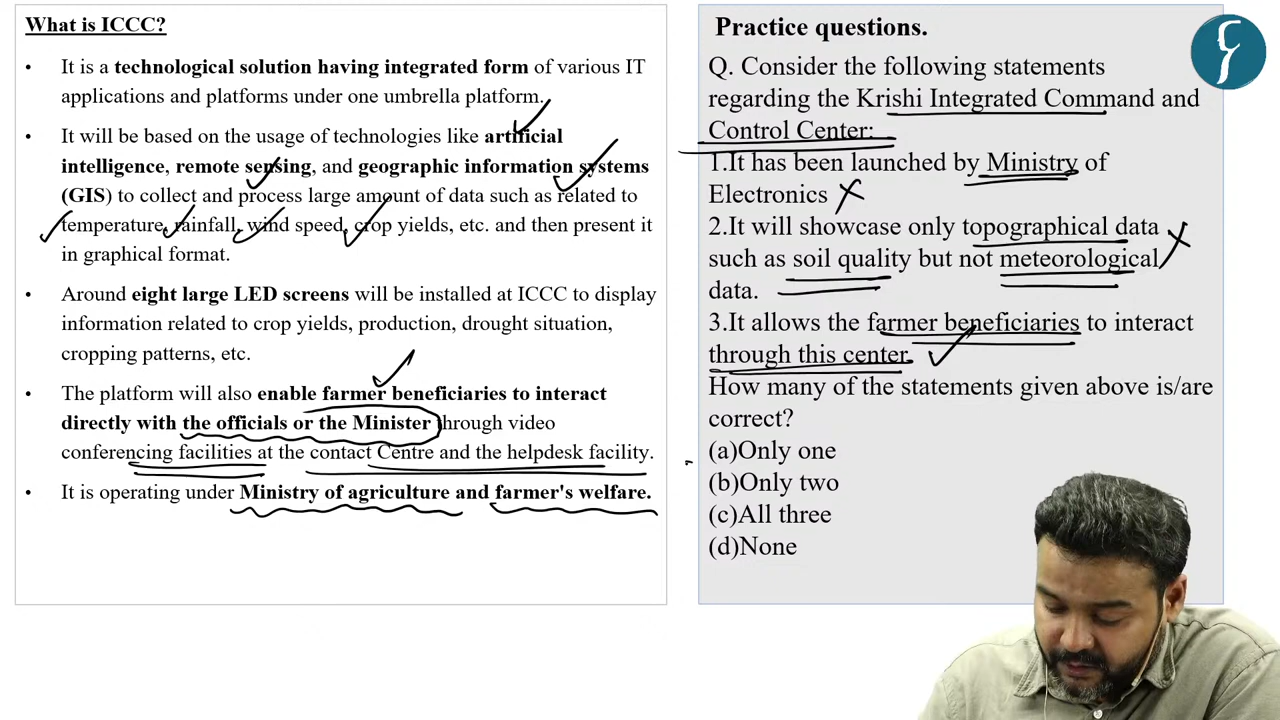 What is ICCC?
• It is a technological solution having integrated form of various IT
applications and platforms under one umbrella platform.
• It will be based on the usage of technologies like artificial
intelligence, remote sensing, and geographic information systems
(GIS) to collect and process large amount of data such as related to
temperature, rainfall, wind speed, crop yields, etc. and then present it
in graphical format.
• Around eight large LED screens will be installed at ICCC to display
information related to crop yields, production, drought situation,
cropping patterns, etc.
• The platform will also enable farmer beneficiaries to interact
directly with the officials or the Minister through video
conferencing facilities at the contact Centre and the helpdesk facility.
• It is operating under Ministry of agriculture and farmer's welfare.
Practice questions.
Q. Consider the following statements
regarding the Krishi Integrated Command and
Control Center:
1.It has been launched by Ministry of
Electronics
2.It will showcase only topographical data
such as soil quality but not meteorological
data.
3.It allows the farmer beneficiaries to interact
through this center.
How many of the statements given above is/are
correct?
(a)Only one
(b)Only two
(c)All three
(d)None